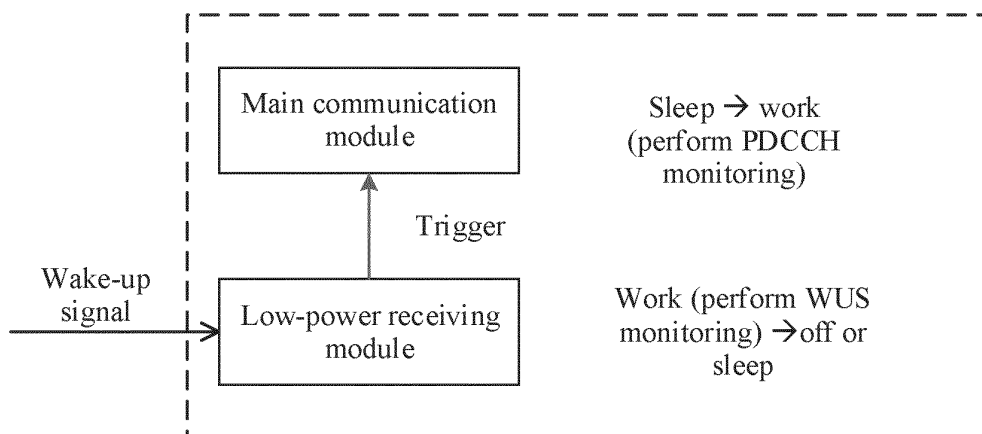 Main communication
module
Sleep → work
(perform PDCCH
monitoring)
Trigger
Wake-up
signal
Low-power receiving
module
Work (perform WUS
monitoring) →off or
sleep